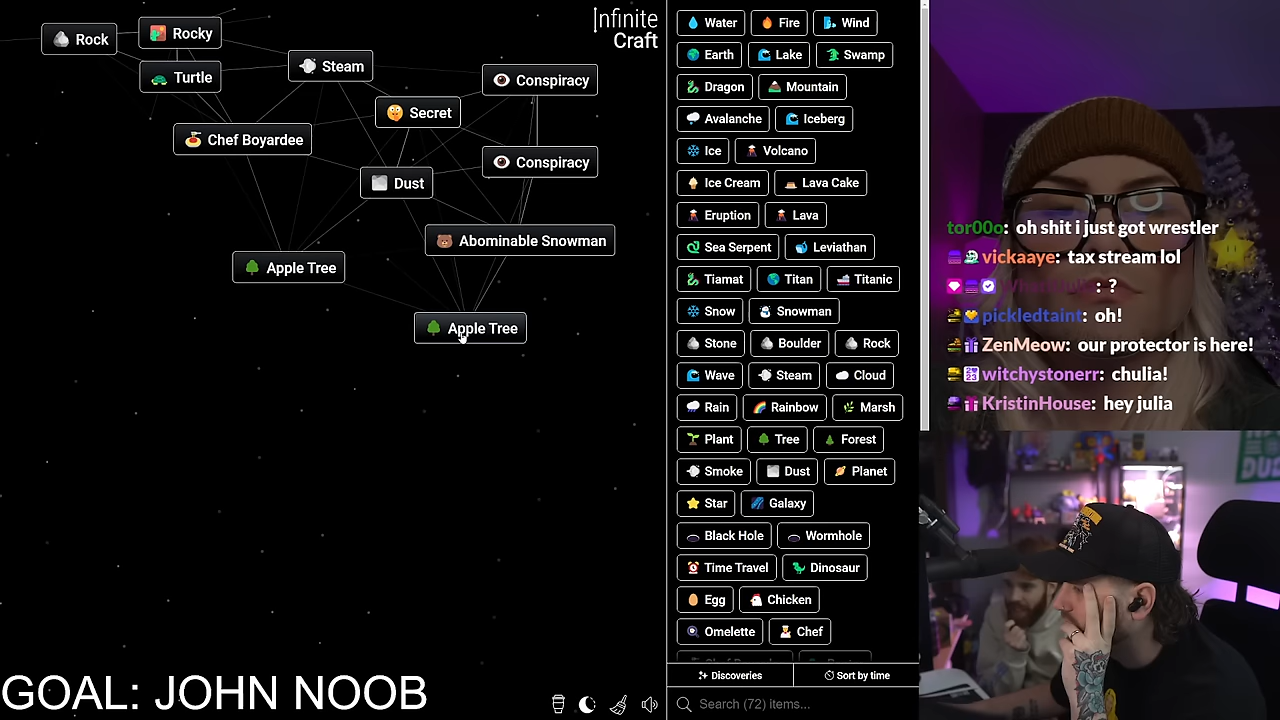 Infinite
Craft
Rock
Rocky
Turtle
Steam
Conspiracy
Secret
Chef Boyardee
Conspiracy
Dust
Abominable Snowman
Apple Tree
Apple Tree
GOAL: JOHN NOOB
Water Fire Wind
Earth Lake Swamp
Dragon Mountain
Avalanche Iceberg
Ice Volcano
Ice Cream Lava Cake
Eruption Lava
Sea Serpent Leviathan
Tiamat Titan Titanic
Snow Snowman
Stone Boulder Rock
Wave Steam Cloud
Rain Rainbow Marsh
Plant Tree Forest
Smoke Dust Planet
Star Galaxy
Black Hole Wormhole
Time Travel Dinosaur
Egg Chicken
Omelette Chef
Discoveries Sort by time
Search (72) items...
tor00o: oh shit i just got wrestler
vickaaye: tax stream lol
: ?
pickledtaint: oh!
ZenMeow: our protector is here!
witchystonerr: chulia!
KristinHouse: hey julia